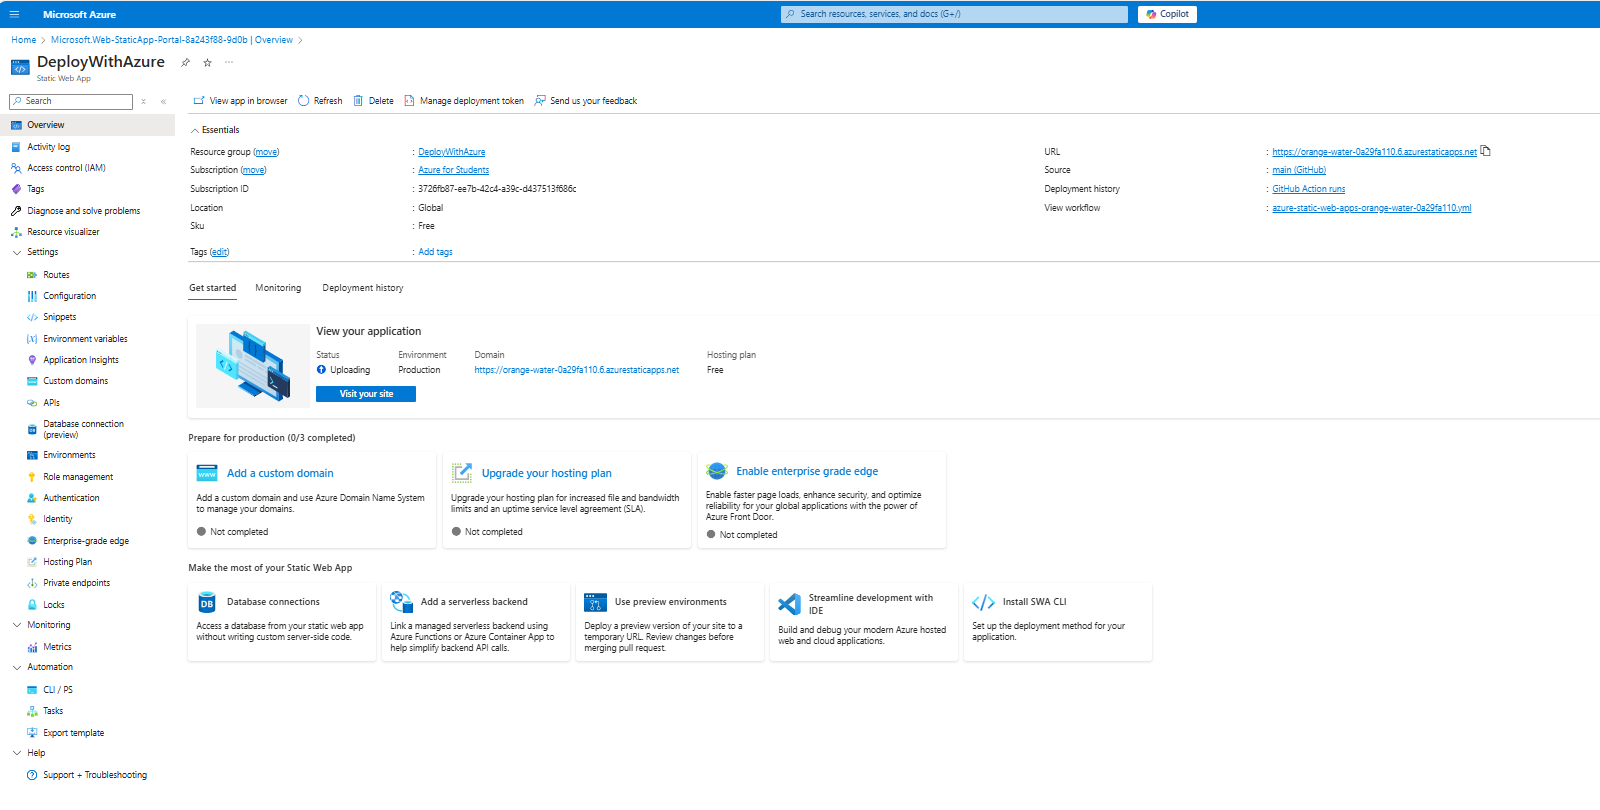 Microsoft Azure
Search resources, services, and docs (G+/)
Copilot
Home > Microsoft.Web-StaticApp-Portal-8a243f88-9d0b | Overview >
DeployWithAzure
Static Web App
Search
Overview
Activity log
Access control (IAM)
Tags
Diagnose and solve problems
Resource visualizer
Settings
Routes
Configuration
Snippets
Environment variables
Application Insights
Custom domains
APIs
Database connection
(preview)
Environments
Role management
Authentication
Identity
Enterprise-grade edge
Hosting Plan
Private endpoints
Locks
Monitoring
Metrics
Automation
CLI / PS
Tasks
Export template
Help
Support + Troubleshooting
View app in browser
Refresh
Delete
Manage deployment token
Send us your feedback
Essentials
Resource group (move) : DeployWithAzure
Subscription (move) : Azure for Students
Subscription ID : 3726fb87-ee7b-42c4-a39c-d437513f686c
Location : Global
Sku : Free
Tags (edit) : Add tags
URL : https://orange-water-0a29fa110.6.azurestaticapps.net
Source : main (GitHub)
Deployment history : GitHub Action runs
View workflow : azure-static-web-apps-orange-water-0a29fa110.yml
Get started
Monitoring
Deployment history
View your application
Status
Uploading
Environment
Production
Domain
https://orange-water-0a29fa110.6.azurestaticapps.net
Hosting plan
Free
Visit your site
Prepare for production (0/3 completed)
www
Add a custom domain
Add a custom domain and use Azure Domain Name System
to manage your domains.
Not completed
Upgrade your hosting plan
Upgrade your hosting plan for increased file and bandwidth
limits and an uptime service level agreement (SLA).
Not completed
Enable enterprise grade edge
Enable faster page loads, enhance security, and optimize
reliability for your global applications with the power of
Azure Front Door.
Not completed
Make the most of your Static Web App
DB
Database connections
Access a database from your static web app
without writing custom server-side code.
Add a serverless backend
Link a managed serverless backend using
Azure Functions or Azure Container App to
help simplify backend API calls.
Use preview environments
Deploy a preview version of your site to a
temporary URL. Review changes before
merging pull request.
Streamline development with
IDE
Build and debug your modern Azure hosted
web and cloud applications.
Install SWA CLI
Set up the deployment method for your
application.